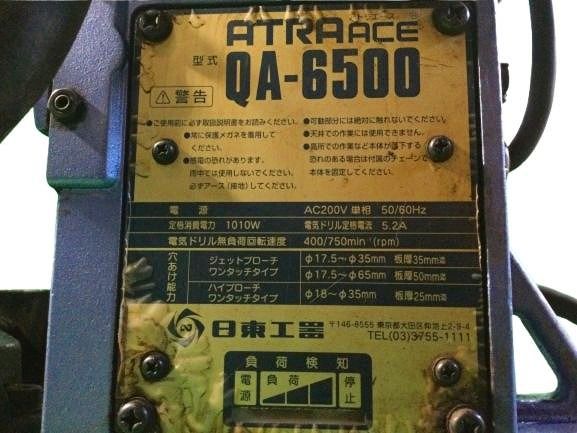 アトラエース ®
ATRAACE
型式 QA-6500
⚠警告
●ご使用前に必ず取扱説明書をお読みください。
●常に保護メガネを着用して
ください。
●感電の恐れがあります。
雨中では使用しないでください。
必ずアース（接地）してください。
●可動部分には絶対に触れないでください。
●天井での作業には使用できません。
●高所での作業など本体が落下する
恐れのある場合は付属のチェーンで
本体を固定してください。
電源 AC200V 単相 50/60Hz
定格消費電力 1010W 電気ドリル定格電流 5.2A
電気ドリル無負荷回転速度 400/750min⁻¹(rpm)
穴あけ能力
ジェットブローチ
ワンタッチタイプ
φ17.5～φ35mm 板厚35mm
φ17.5～φ65mm 板厚50mm
ハイブローチ
ワンタッチタイプ
φ18～φ35mm 板厚25mm
日東工器
〒146-8555 東京都大田区仲池上2-9-4
TEL(03)3755-1111
負荷検知
電源 負荷 停止